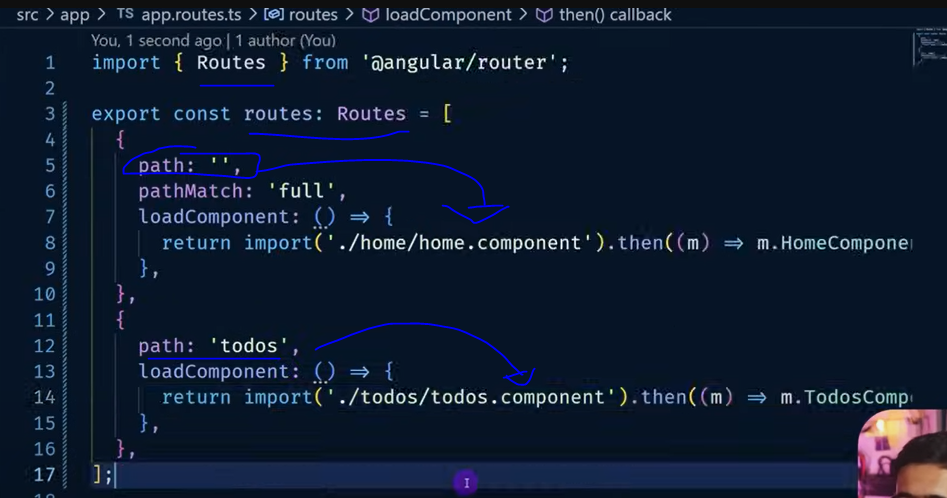 src > app > TS app.routes.ts > routes > loadComponent > then() callback
You, 1 second ago | 1 author (You)
1 import { Routes } from '@angular/router';
2
3 export const routes: Routes = [
4 {
5 path: '',
6 pathMatch: 'full',
7 loadComponent: () => {
8 return import('./home/home.component').then((m) => m.HomeCompone
9 },
10 },
11 {
12 path: 'todos',
13 loadComponent: () => {
14 return import('./todos/todos.component').then((m) => m.TodosComp
15 },
16 },
17 ];
18